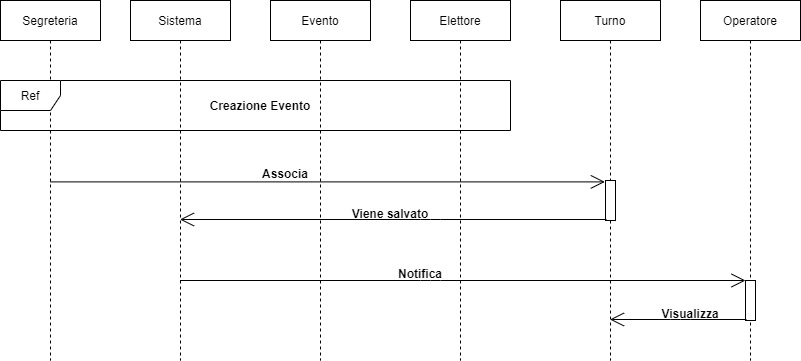 Segreteria
Sistema
Evento
Elettore
Turno
Operatore
Ref
Creazione Evento
Associa
Viene salvato
Notifica
Visualizza